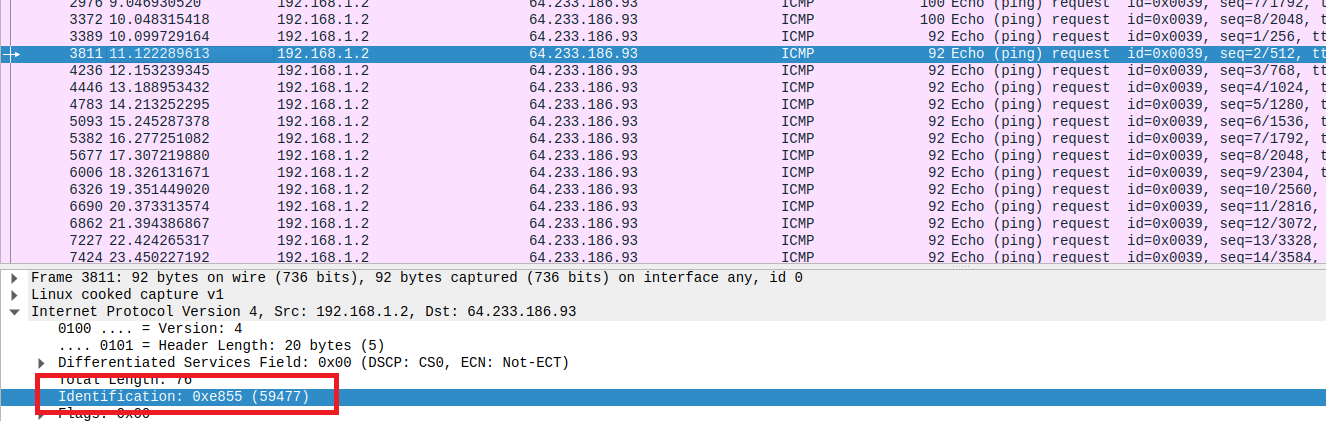 2976 9.046930520 192.168.1.2 64.233.186.93 ICMP 100 Echo (ping) request id=0x0039, seq=7/1792, t
3372 10.048315418 192.168.1.2 64.233.186.93 ICMP 100 Echo (ping) request id=0x0039, seq=8/2048, t
3389 10.099729164 192.168.1.2 64.233.186.93 ICMP 92 Echo (ping) request id=0x0039, seq=1/256, tt
3811 11.122289613 192.168.1.2 64.233.186.93 ICMP 92 Echo (ping) request id=0x0039, seq=2/512, tt
4236 12.153239345 192.168.1.2 64.233.186.93 ICMP 92 Echo (ping) request id=0x0039, seq=3/768, tt
4446 13.188953432 192.168.1.2 64.233.186.93 ICMP 92 Echo (ping) request id=0x0039, seq=4/1024, t
4783 14.213252295 192.168.1.2 64.233.186.93 ICMP 92 Echo (ping) request id=0x0039, seq=5/1280, t
5093 15.245287378 192.168.1.2 64.233.186.93 ICMP 92 Echo (ping) request id=0x0039, seq=6/1536, t
5382 16.277251082 192.168.1.2 64.233.186.93 ICMP 92 Echo (ping) request id=0x0039, seq=7/1792, t
5677 17.307219880 192.168.1.2 64.233.186.93 ICMP 92 Echo (ping) request id=0x0039, seq=8/2048, t
6006 18.326131671 192.168.1.2 64.233.186.93 ICMP 92 Echo (ping) request id=0x0039, seq=9/2304, t
6326 19.351449020 192.168.1.2 64.233.186.93 ICMP 92 Echo (ping) request id=0x0039, seq=10/2560,
6690 20.373313574 192.168.1.2 64.233.186.93 ICMP 92 Echo (ping) request id=0x0039, seq=11/2816,
6862 21.394386867 192.168.1.2 64.233.186.93 ICMP 92 Echo (ping) request id=0x0039, seq=12/3072,
7227 22.424265317 192.168.1.2 64.233.186.93 ICMP 92 Echo (ping) request id=0x0039, seq=13/3328,
7424 23.450227192 192.168.1.2 64.233.186.93 ICMP 92 Echo (ping) request id=0x0039, seq=14/3584,
Frame 3811: 92 bytes on wire (736 bits), 92 bytes captured (736 bits) on interface any, id 0
Linux cooked capture v1
Internet Protocol Version 4, Src: 192.168.1.2, Dst: 64.233.186.93
0100 .... = Version: 4
.... 0101 = Header Length: 20 bytes (5)
Differentiated Services Field: 0x00 (DSCP: CS0, ECN: Not-ECT)
Total Length: 76
Identification: 0xe855 (59477)
Flags: 0x00